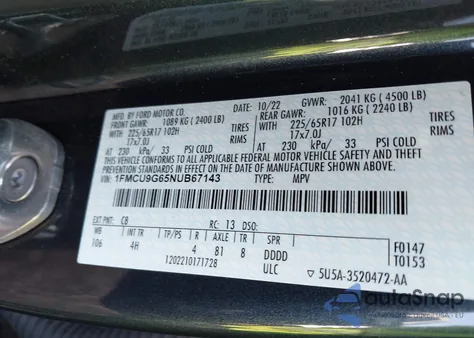 MFD. BY FORD MOTOR CO.
10/22 GVWR: 2041 KG ( 4500 LB)
FRONT GAWR: 1089 KG ( 2400 LB) REAR GAWR: 1016 KG ( 2240 LB)
WITH 225/65R17 102H TIRES WITH 225/65R17 102H TIRES
17x7.0J RIMS 17x7.0J RIMS
AT 230 kPa/ 33 PSI COLD AT 230 kPa/ 33 PSI COLD
THIS VEHICLE CONFORMS TO ALL APPLICABLE FEDERAL MOTOR VEHICLE SAFETY AND THEFT
PREVENTION STANDARDS IN EFFECT ON THE DATE OF MANUFACTURE SHOWN ABOVE.
VIN: 1FMCU9G65NUB67143 TYPE: MPV
EXT PNT: CB RC: 13 DSO:
WB INT TR TP/PS R AXLE TR SPR
106 4H 4 81 8 DDDD
F0147
T0153
1202210171728 ULC
5U5A-3520472-AA
autoSnap